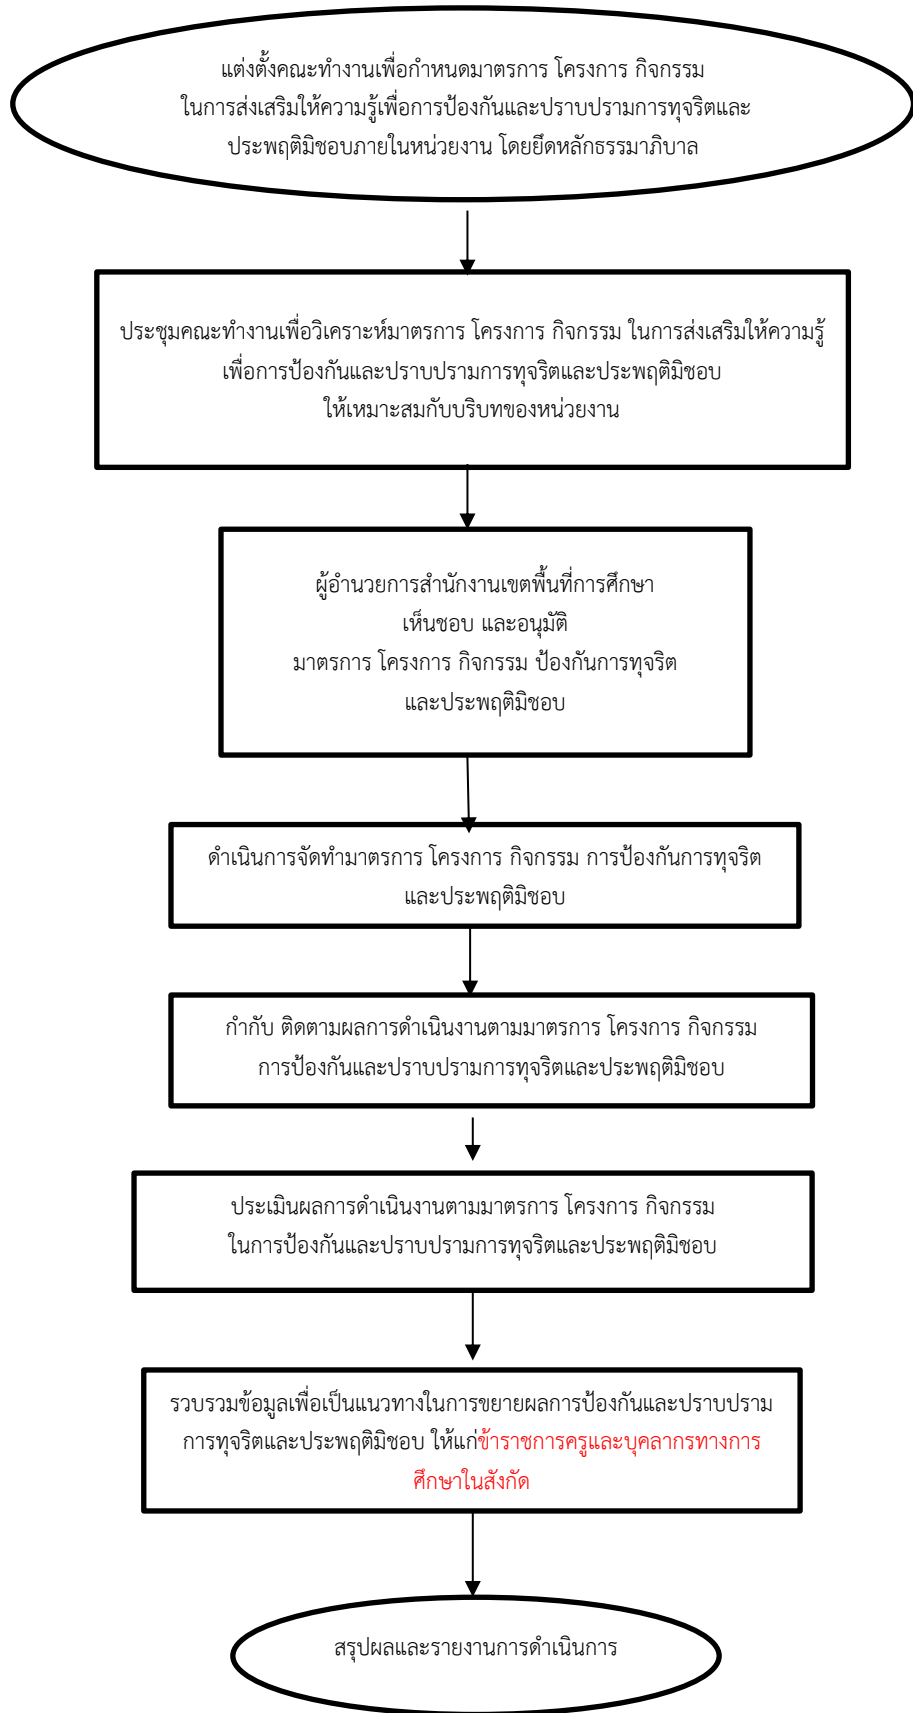 แต่งตั้งคณะทำงานเพื่อกำหนดมาตรการ โครงการ กิจกรรม
ในการส่งเสริมให้ความรู้เพื่อการป้องกันและปราบปรามการทุจริตและ
ประพฤติมิชอบภายในหน่วยงาน โดยยึดหลักธรรมาภิบาล
ประชุมคณะทำงานเพื่อวิเคราะห์มาตรการ โครงการ กิจกรรม ในการส่งเสริมให้ความรู้
เพื่อการป้องกันและปราบปรามการทุจริตและประพฤติมิชอบ
ให้เหมาะสมกับบริบทของหน่วยงาน
ผู้อำนวยการสำนักงานเขตพื้นที่การศึกษา
เห็นชอบ และอนุมัติ
มาตรการ โครงการ กิจกรรม ป้องกันการทุจริต
และประพฤติมิชอบ
ดำเนินการจัดทำมาตรการ โครงการ กิจกรรม การป้องกันการทุจริต
และประพฤติมิชอบ
กำกับ ติดตามผลการดำเนินงานตามมาตรการ โครงการ กิจกรรม
การป้องกันและปราบปรามการทุจริตและประพฤติมิชอบ
ประเมินผลการดำเนินงานตามมาตรการ โครงการ กิจกรรม
ในการป้องกันและปราบปรามการทุจริตและประพฤติมิชอบ
รวบรวมข้อมูลเพื่อเป็นแนวทางในการขยายผลการป้องกันและปราบปราม
การทุจริตและประพฤติมิชอบ ให้แก่ข้าราชการครูและบุคลากรทางการ
ศึกษาในสังกัด
สรุปผลและรายงานการดำเนินการ